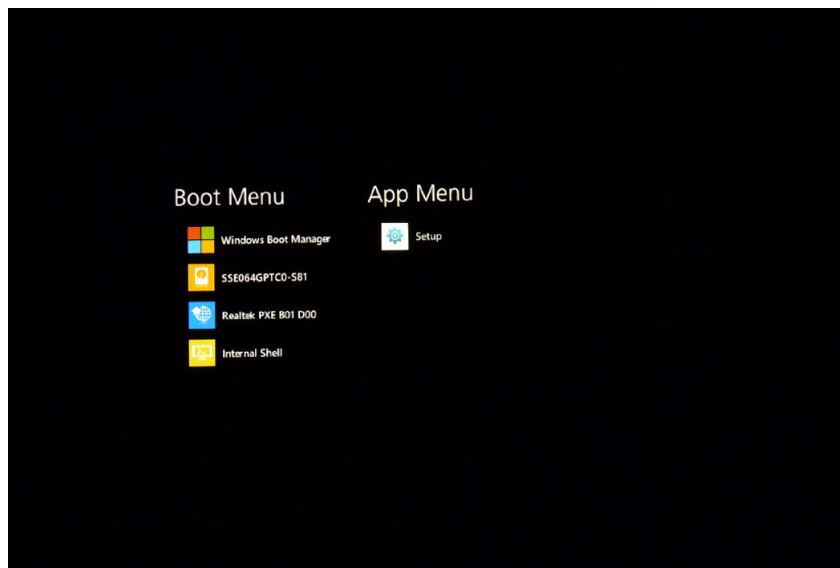 Boot Menu
Windows Boot Manager
SSE064GPTC0-S81
Realtek PXE B01 D00
Internal Shell
App Menu
Setup